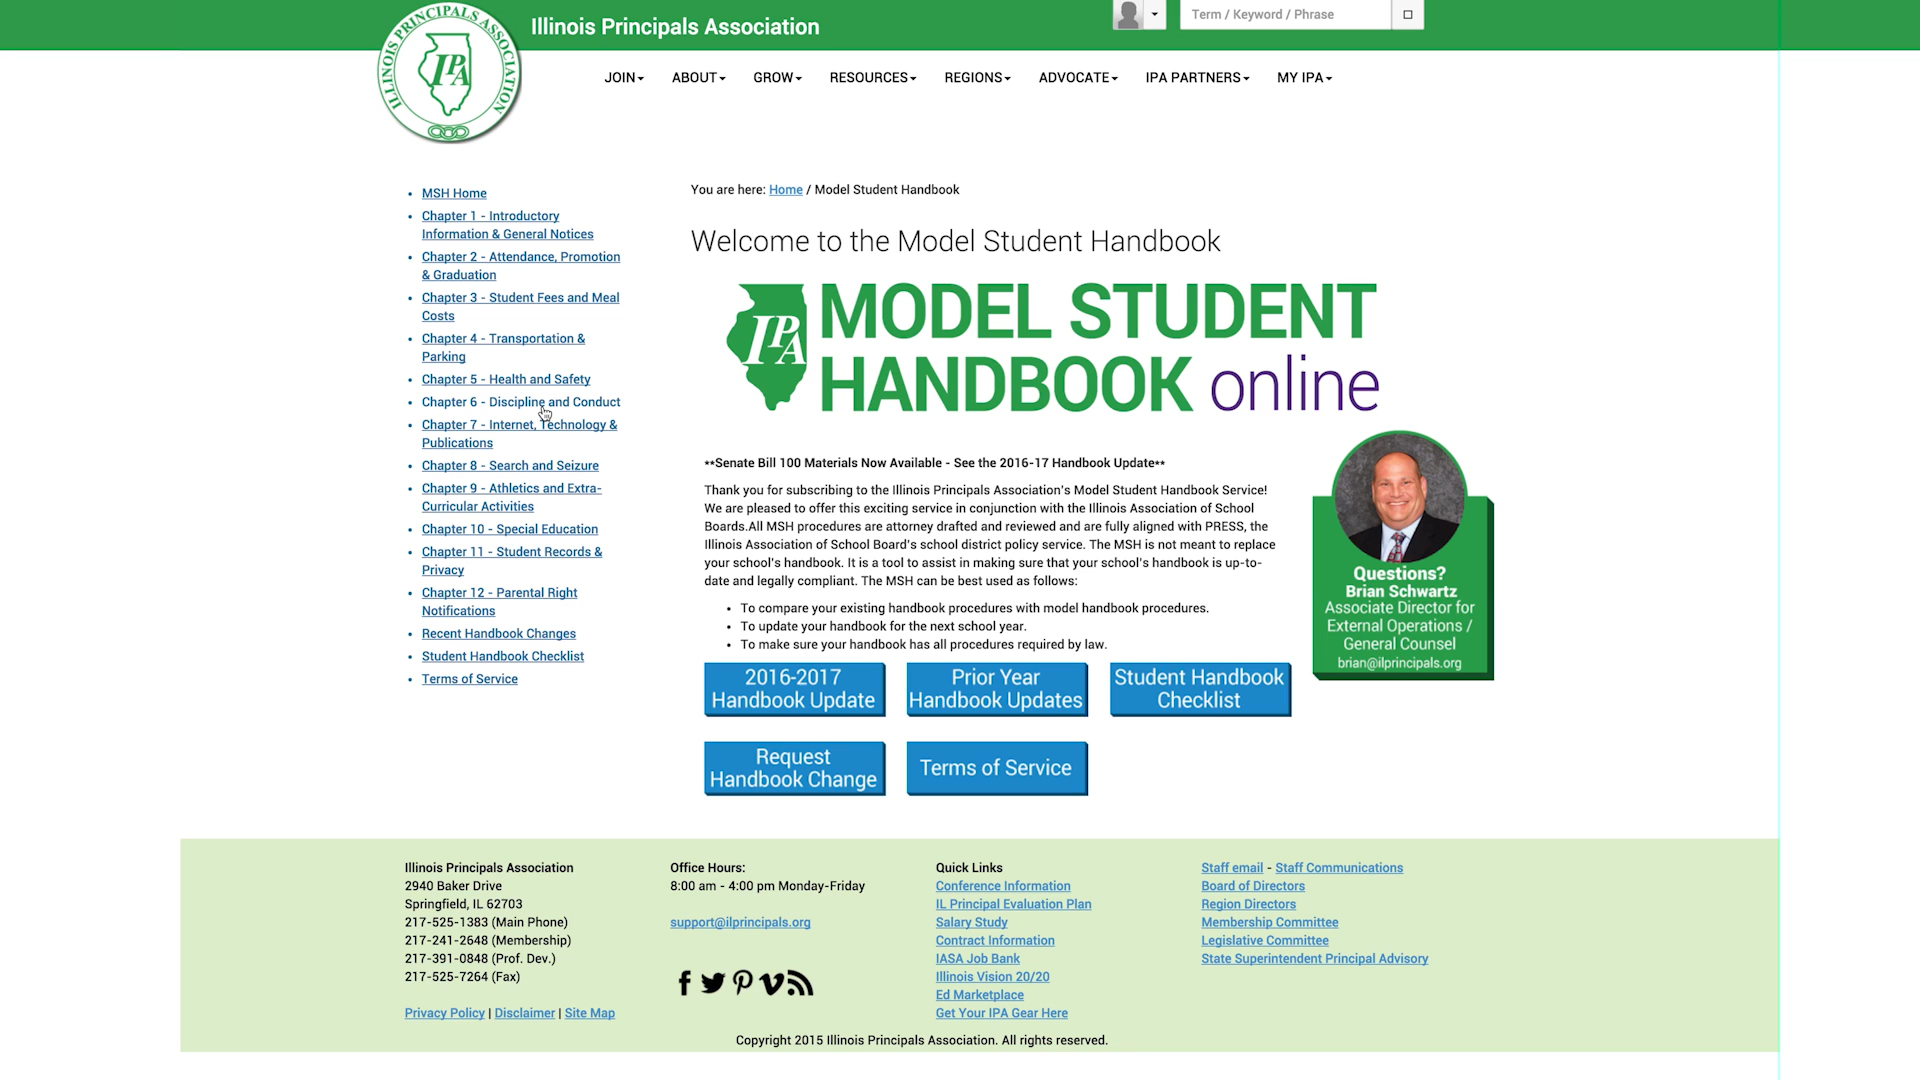 Illinois Principals Association
Term / Keyword / Phrase
ILLINOIS PRINCIPALS ASSOCIATION
IPA
JOIN
ABOUT
GROW
RESOURCES
REGIONS
ADVOCATE
IPA PARTNERS
MY IPA
MSH Home
Chapter 1 - Introductory
Information & General Notices
Chapter 2 - Attendance, Promotion
& Graduation
Chapter 3 - Student Fees and Meal
Costs
Chapter 4 - Transportation &
Parking
Chapter 5 - Health and Safety
Chapter 6 - Discipline and Conduct
Chapter 7 - Internet, Technology &
Publications
Chapter 8 - Search and Seizure
Chapter 9 - Athletics and Extra-
Curricular Activities
Chapter 10 - Special Education
Chapter 11 - Student Records &
Privacy
Chapter 12 - Parental Right
Notifications
Recent Handbook Changes
Student Handbook Checklist
Terms of Service
You are here: Home / Model Student Handbook
Welcome to the Model Student Handbook
IPA
MODEL STUDENT
HANDBOOK online
**Senate Bill 100 Materials Now Available - See the 2016-17 Handbook Update**
Thank you for subscribing to the Illinois Principals Association's Model Student Handbook Service!
We are pleased to offer this exciting service in conjunction with the Illinois Association of School
Boards.All MSH procedures are attorney drafted and reviewed and are fully aligned with PRESS, the
Illinois Association of School Board's school district policy service. The MSH is not meant to replace
your school's handbook. It is a tool to assist in making sure that your school's handbook is up-to-
date and legally compliant. The MSH can be best used as follows:
To compare your existing handbook procedures with model handbook procedures.
To update your handbook for the next school year.
To make sure your handbook has all procedures required by law.
2016-2017
Handbook Update
Prior Year
Handbook Updates
Student Handbook
Checklist
Request
Handbook Change
Terms of Service
Questions?
Brian Schwartz
Associate Director for
External Operations /
General Counsel
brian@ilprincipals.org
Illinois Principals Association
2940 Baker Drive
Springfield, IL 62703
217-525-1383 (Main Phone)
217-241-2648 (Membership)
217-391-0848 (Prof. Dev.)
217-525-7264 (Fax)
Privacy Policy | Disclaimer | Site Map
Office Hours:
8:00 am - 4:00 pm Monday-Friday
support@ilprincipals.org
Quick Links
Conference Information
IL Principal Evaluation Plan
Salary Study
Contract Information
IASA Job Bank
Illinois Vision 20/20
Ed Marketplace
Get Your IPA Gear Here
Staff email - Staff Communications
Board of Directors
Region Directors
Membership Committee
Legislative Committee
State Superintendent Principal Advisory
Copyright 2015 Illinois Principals Association. All rights reserved.